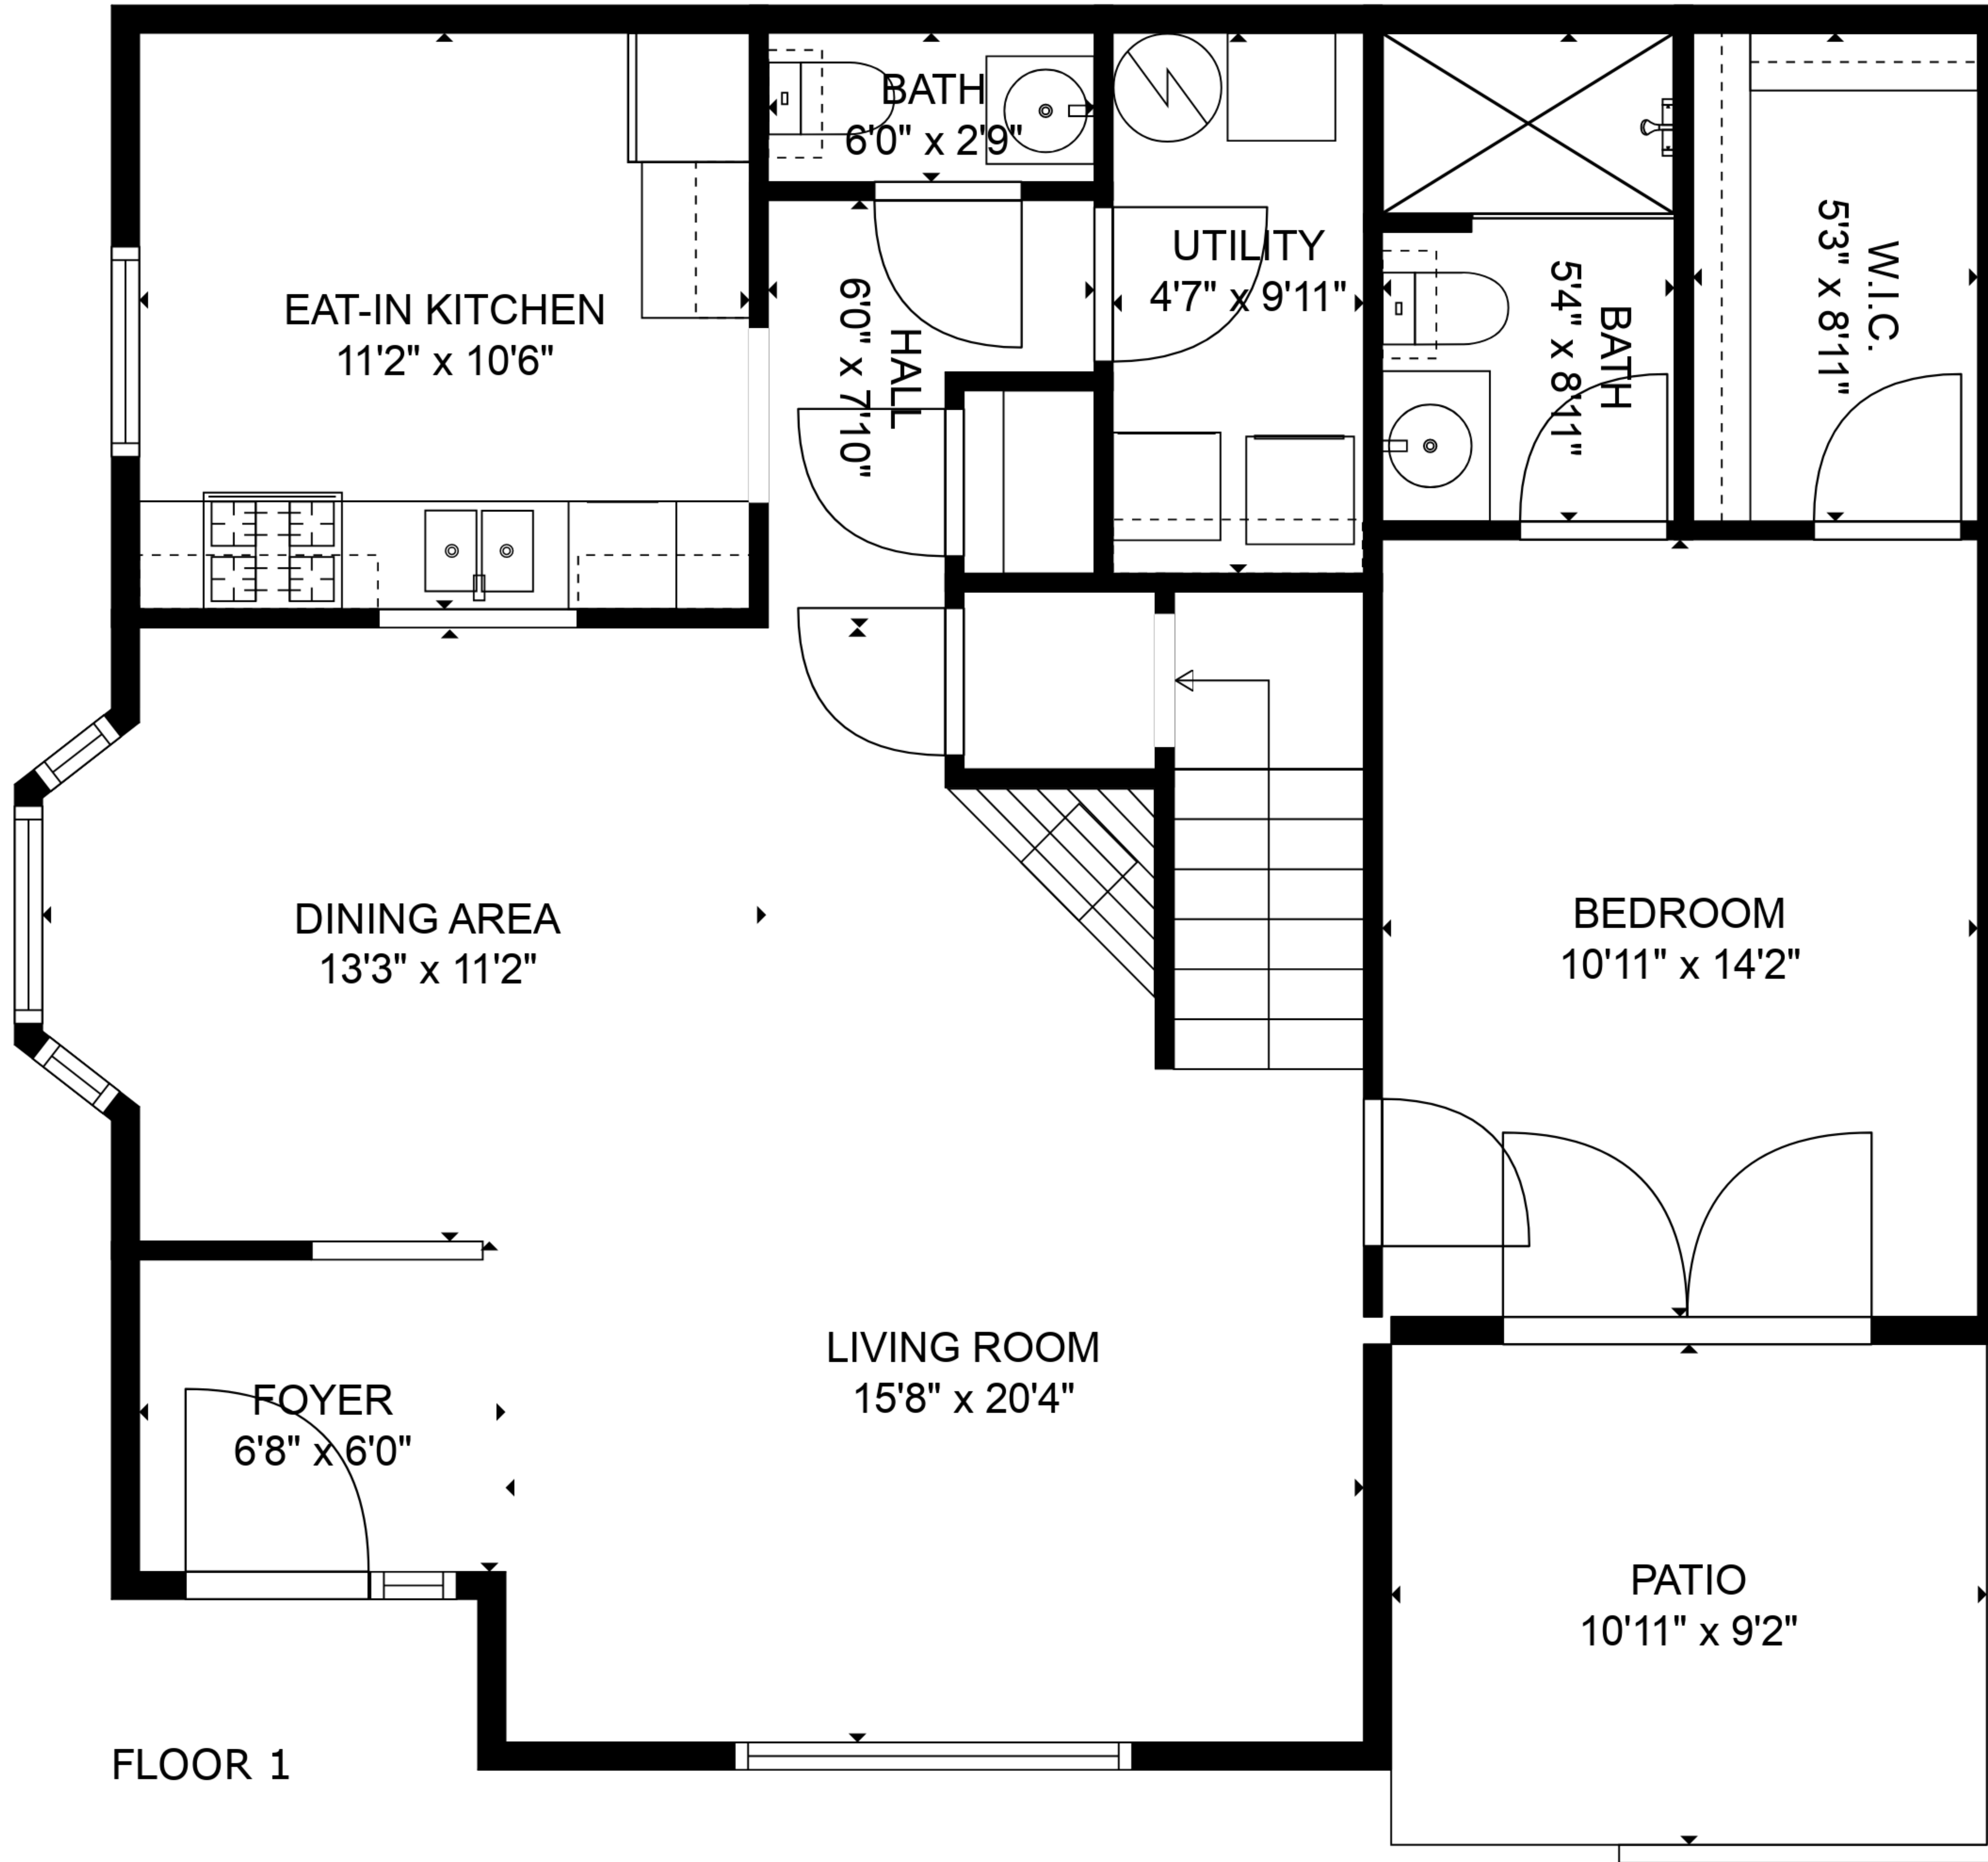 BATH
6'0" x 2'9"
EAT-IN KITCHEN
11'2" x 10'6"
HALL
6'0" x 7'10"
UTILITY
4'7" x 9'11"
BATH
5'4" x 8'11"
W.I.C.
5'3" x 8'11"
DINING AREA
13'3" x 11'2"
BEDROOM
10'11" x 14'2"
LIVING ROOM
15'8" x 20'4"
FOYER
6'8" x 6'0"
PATIO
10'11" x 9'2"
FLOOR 1